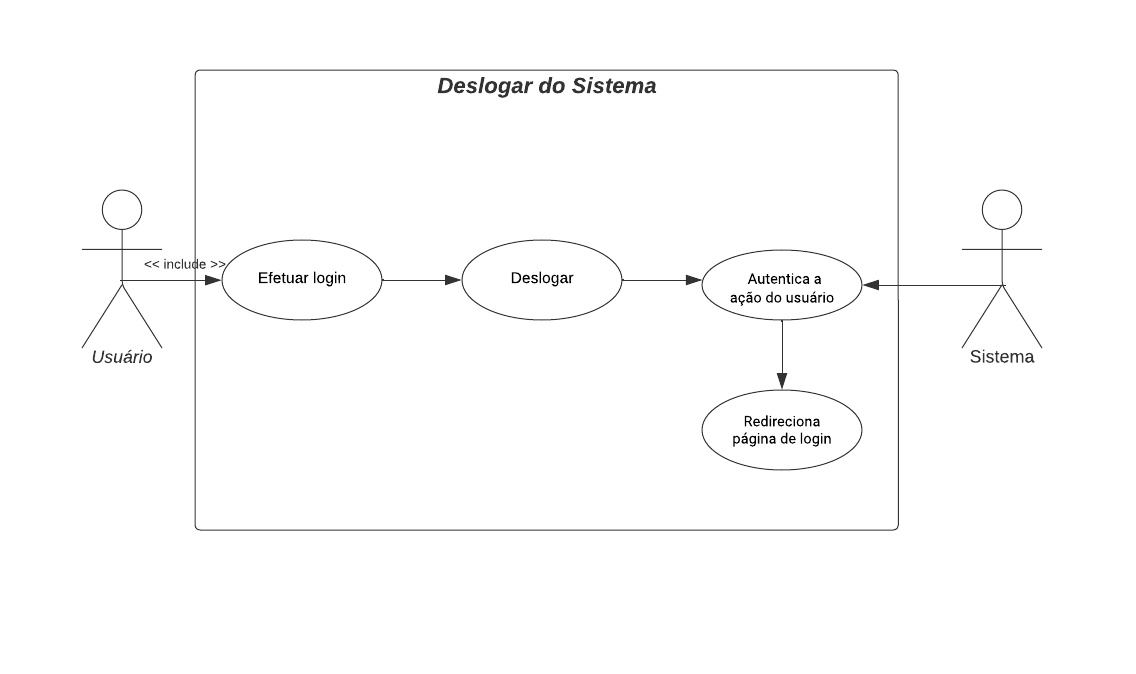 Deslogar do Sistema
<< include >>
Efetuar login
Deslogar
Autentica a
ação do usuário
Usuário
Sistema
Redireciona
página de login